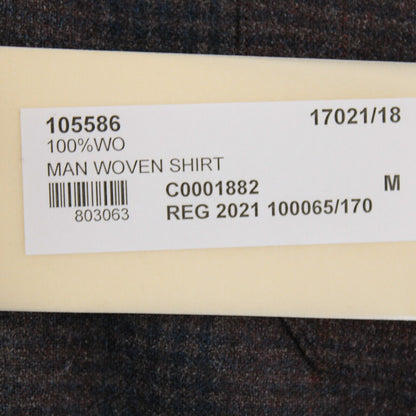 105586 17021/18
100%WO
MAN WOVEN SHIRT
C0001882 M
803063 REG 2021 100065/170